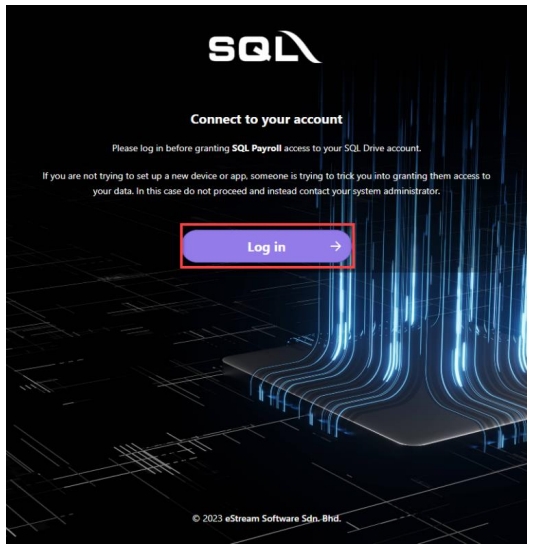 SQL
Connect to your account
Please log in before granting SQL Payroll access to your SQL Drive account.
If you are not trying to set up a new device or app, someone is trying to trick you into granting them access to
your data. In this case do not proceed and instead contact your system administrator.
Log in →
© 2023 eStream Software Sdn. Bhd.